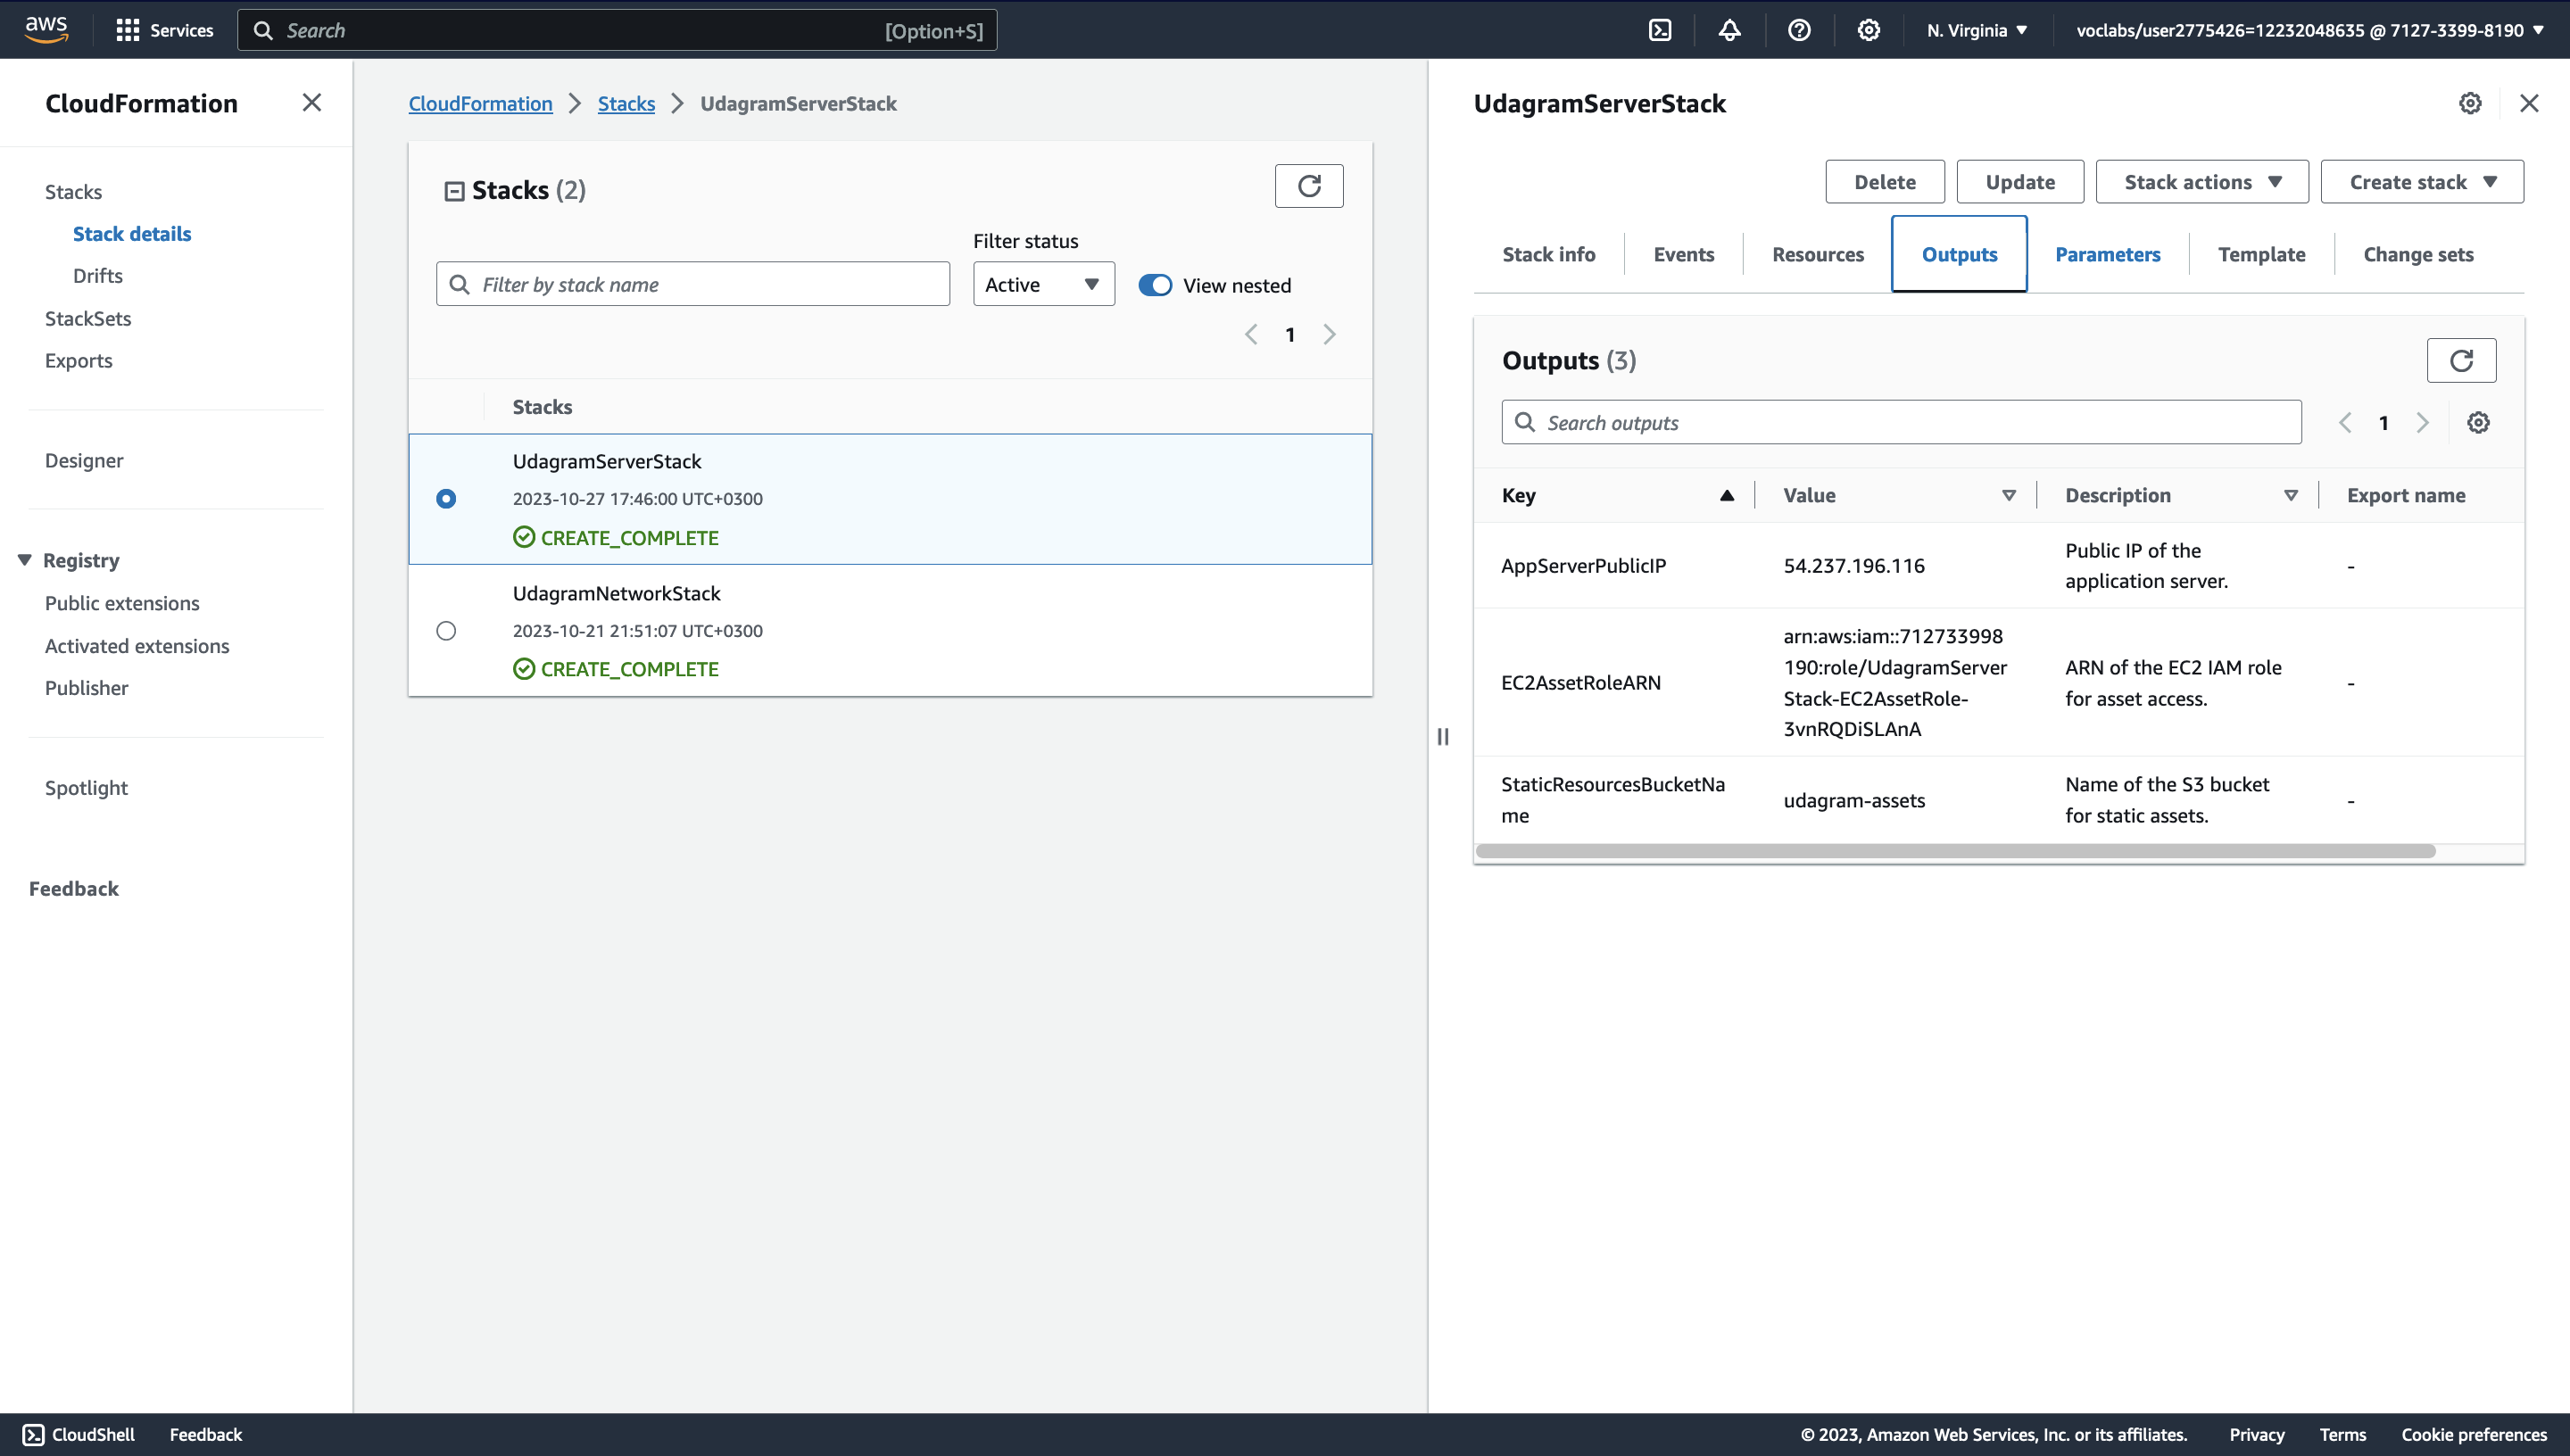 aws
Services
Search
[Option+S]
N. Virginia
voclabs/user2775426=12232048635 @ 7127-3399-8190
CloudFormation
Stacks
Stack details
Drifts
StackSets
Exports
Designer
Registry
Public extensions
Activated extensions
Publisher
Spotlight
Feedback
CloudFormation
Stacks
UdagramServerStack
Stacks (2)
Filter status
Filter by stack name
Active
View nested
1
Stacks
UdagramServerStack
2023-10-27 17:46:00 UTC+0300
CREATE_COMPLETE
UdagramNetworkStack
2023-10-21 21:51:07 UTC+0300
CREATE_COMPLETE
UdagramServerStack
Delete
Update
Stack actions
Create stack
Stack info
Events
Resources
Outputs
Parameters
Template
Change sets
Outputs (3)
Search outputs
1
Key
Value
Description
Export name
AppServerPublicIP
54.237.196.116
Public IP of the
application server.
-
EC2AssetRoleARN
arn:aws:iam::712733998
190:role/UdagramServer
Stack-EC2AssetRole-
3vnRQDiSLAnA
ARN of the EC2 IAM role
for asset access.
-
StaticResourcesBucketNa
me
udagram-assets
Name of the S3 bucket
for static assets.
-
CloudShell
Feedback
© 2023, Amazon Web Services, Inc. or its affiliates.
Privacy
Terms
Cookie preferences